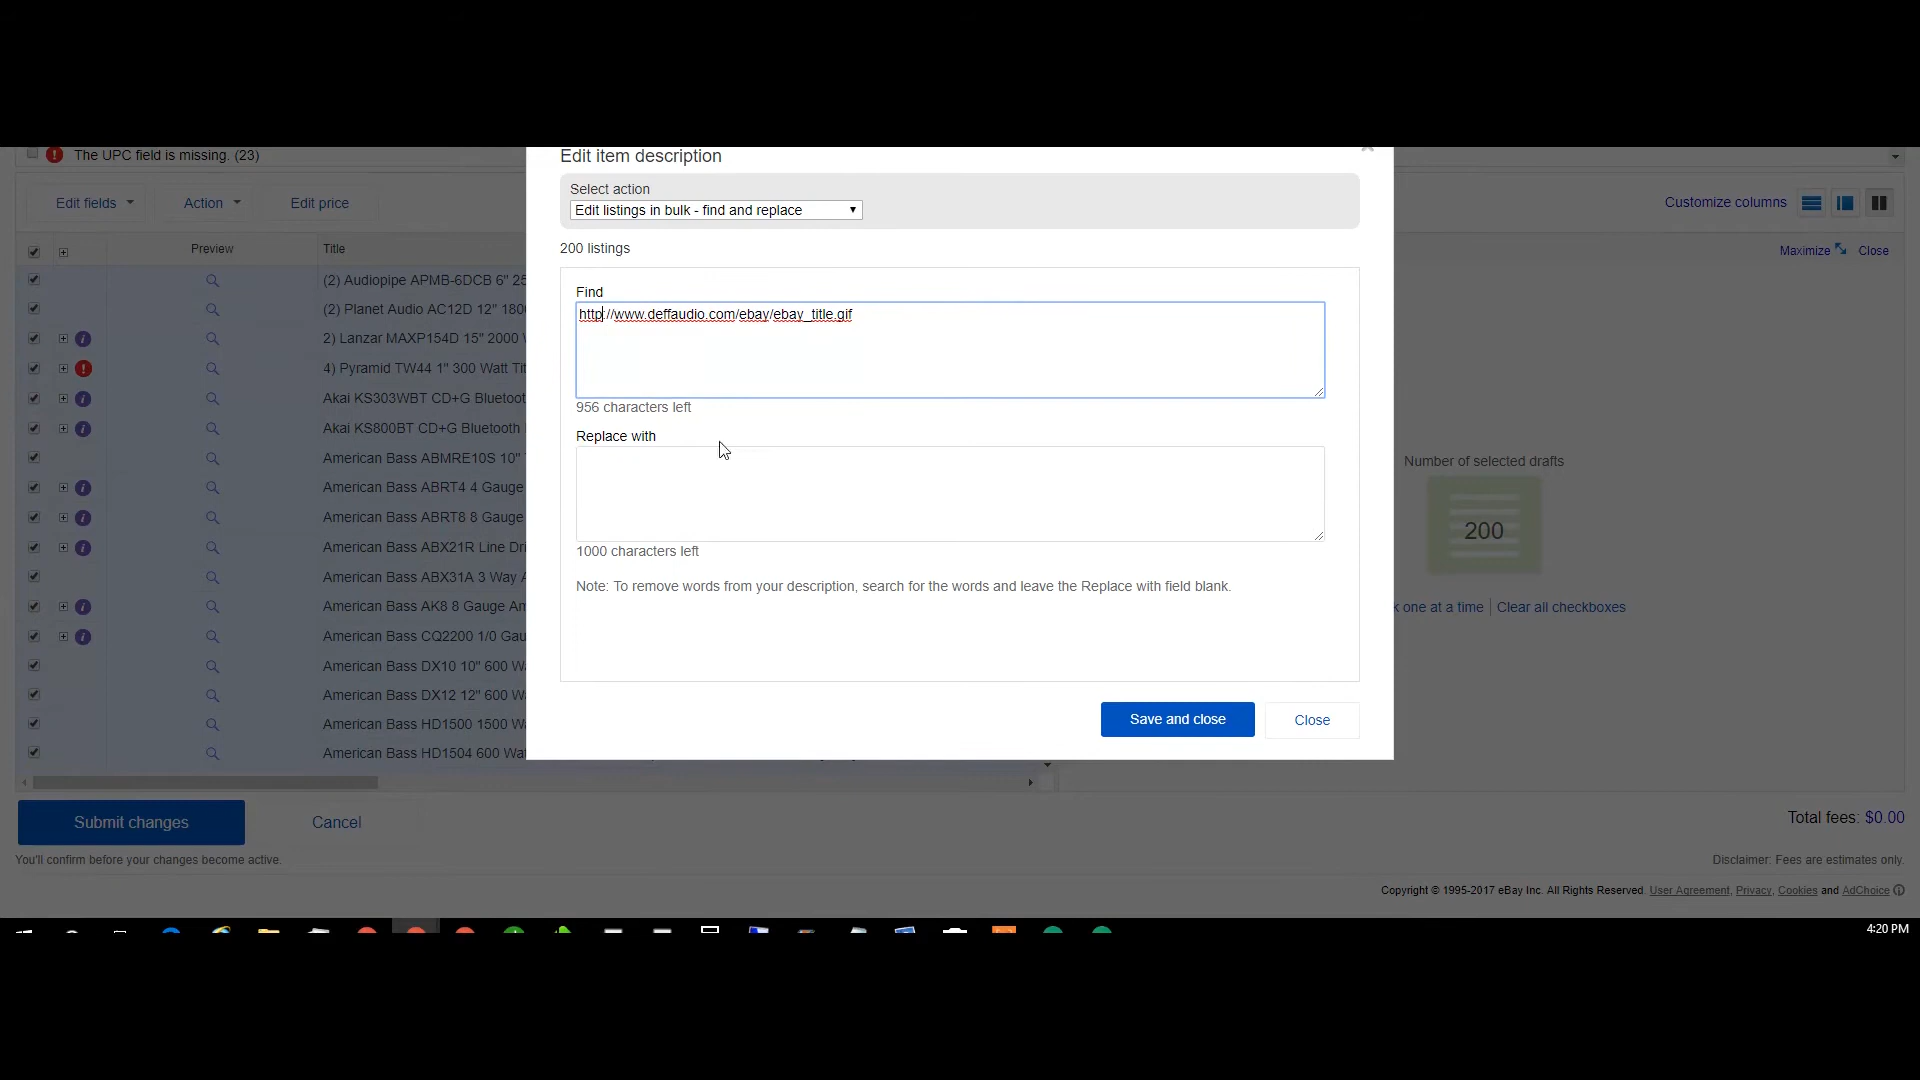 The UPC field is missing. (23)
Edit item description
Select action
Edit listings in bulk - find and replace
Edit fields
Action
Edit price
Customize columns
200 listings
Preview
Title
Maximize
Close
Find
http://www.deffaudio.com/ebay/ebay_title.gif
956 characters left
Replace with
1000 characters left
Note: To remove words from your description, search for the words and leave the Replace with field blank.
Save and close
Close
(2) Audiopipe APMB-6DCB 6" 25
(2) Planet Audio AC12D 12" 180
2) Lanzar MAXP154D 15" 2000
4) Pyramid TW44 1" 300 Watt Tit
Akai KS303WBT CD+G Bluetoot
Akai KS800BT CD+G Bluetooth
American Bass ABMRE10S 10"
American Bass ABRT4 4 Gauge
American Bass ABRT8 8 Gauge
American Bass ABX21R Line Dri
American Bass ABX31A 3 Way
American Bass AK8 8 Gauge Am
American Bass CQ2200 1/0 Gau
American Bass DX10 10" 600 Wa
American Bass DX12 12" 600 Wa
American Bass HD1500 1500 Wa
American Bass HD1504 600 Wat
Number of selected drafts
200
one at a time
Clear all checkboxes
Submit changes
Cancel
Total fees: $0.00
You'll confirm before your changes become active.
Disclaimer: Fees are estimates only.
Copyright © 1995-2017 eBay Inc. All Rights Reserved. User Agreement, Privacy, Cookies and AdChoice
4:20 PM